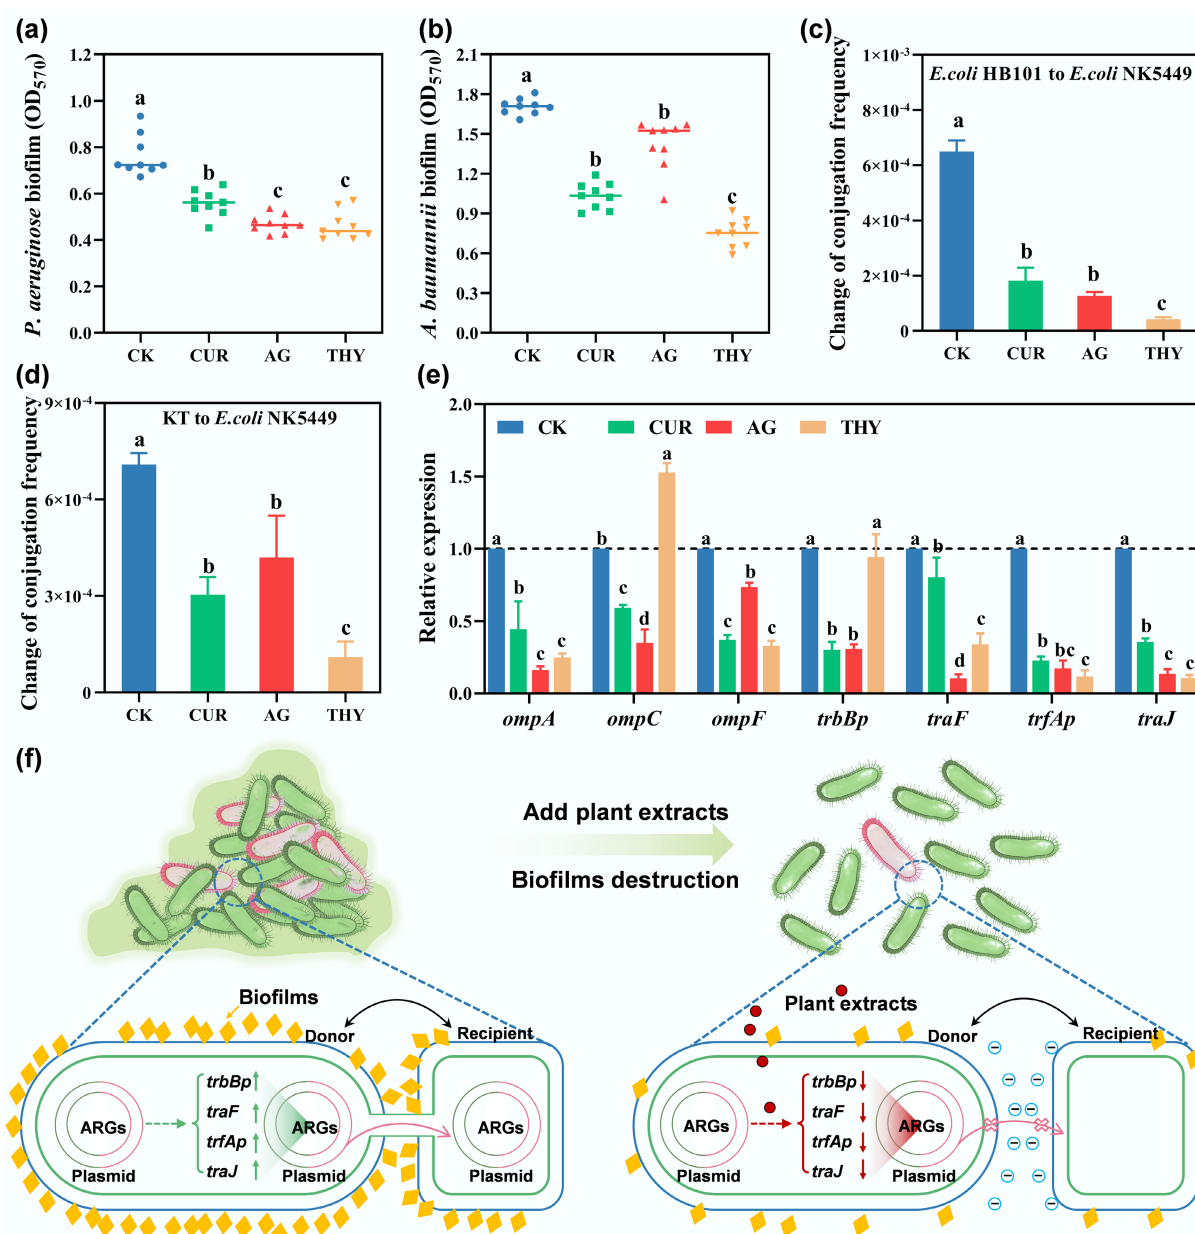 (a)
P. aeruginose biofilm (OD570)
1.2
1.0
0.8
0.6
0.4
0.2
0.0
a
b
c
c
CK
CUR
AG
THY
(b)
A. baumannii biofilm (OD570)
2.1
1.8
1.5
1.2
0.9
0.6
0.3
0.0
a
b
b
c
CK
CUR
AG
THY
(c)
Change of conjugation frequency
1×10-3
8×10-4
6×10-4
4×10-4
2×10-4
0
E.coli HB101 to E.coli NK5449
a
b
b
c
CK
CUR
AG
THY
(d)
Change of conjugation frequency
9×10-4
6×10-4
3×10-4
0
KT to E.coli NK5449
a
b
b
c
CK
CUR
AG
THY
(e)
Relative expression
2.0
1.5
1.0
0.5
0.0
CK CUR AG THY
a b c c
b c d a
a c b c
a b b a
a b d c
a b bc c
a b c c
ompA ompC ompF trbBp traF trfAp traJ
(f)
Add plant extracts
Biofilms destruction
Biofilms
Donor
Recipient
ARGs
Plasmid
trbBp
traF
trfAp
traJ
ARGs
Plasmid
ARGs
Plasmid
Plant extracts
Donor
Recipient
ARGs
Plasmid
trbBp
traF
trfAp
traJ
ARGs
Plasmid